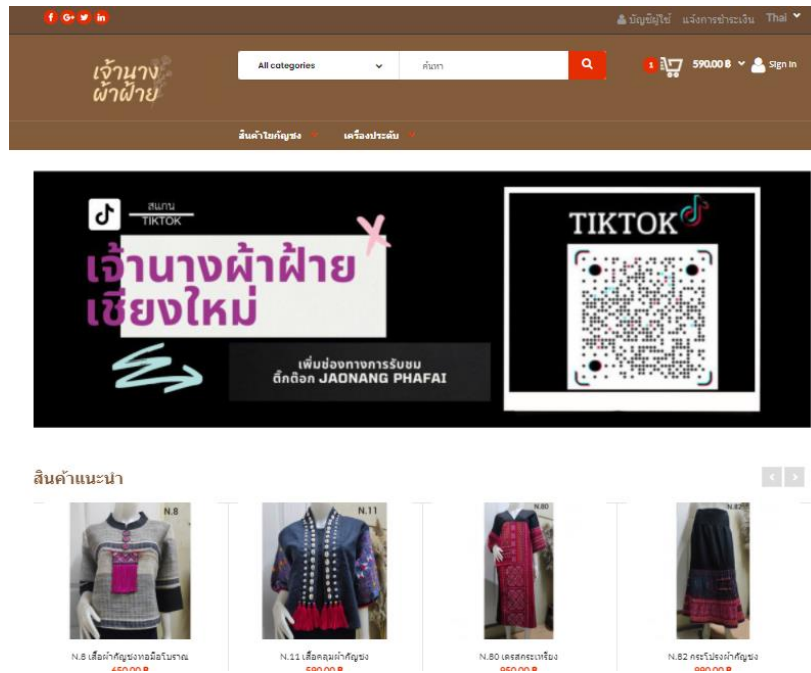 บัญชีผู้ใช้ แจ้งการชำระเงิน Thai
เจ้านาง
ผ้าฝ้าย
All categories ค้นหา 1 590.00 ฿ Sign In
สินค้าใยกัญชง เครื่องประดับ
สแกน
TIKTOK
เจ้านางผ้าฝ้าย
เชียงใหม่
เพิ่มช่องทางการรับชม
ติ๊กต๊อก JAONANG PHAFAI
TIKTOK
สินค้าแนะนำ
N.8 N.11 N.80 N.82
N.8 เสื้อผ้ากัญชงทอมือโบราณ N.11 เสื้อคลุมผ้ากัญชง N.80 เดรสกระเหรี่ยง N.82 กระโปรงผ้ากัญชง
650.00 ฿ 590.00 ฿ 950.00 ฿ 990.00 ฿